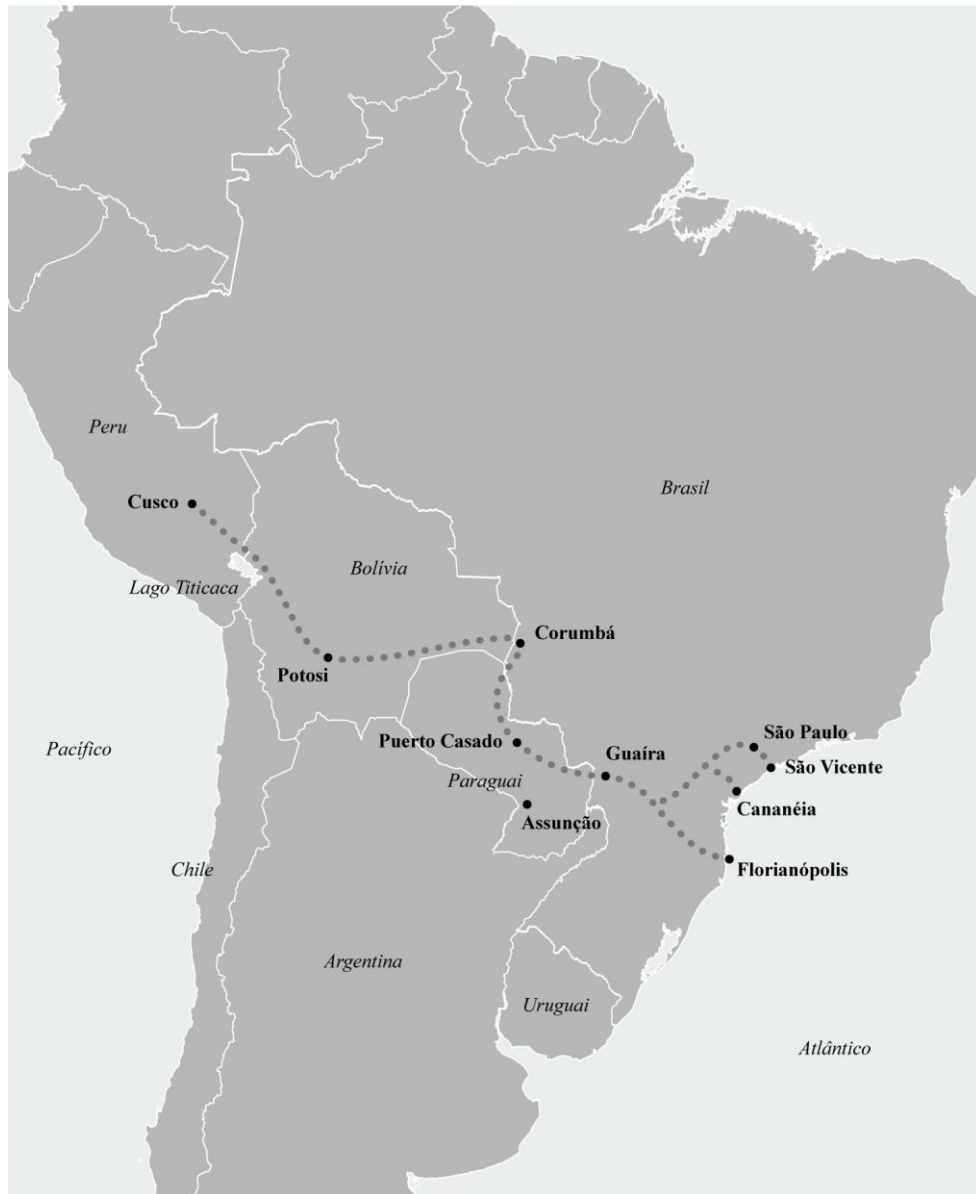 Peru
Brasil
Cusco
Bolívia
Lago Titicaca
Corumbá
Potosi
São Paulo
Pacífico
Puerto Casado
Guaíra
São Vicente
Paraguai
Cananéia
Assunção
Chile
Florianópolis
Argentina
Uruguai
Atlântico